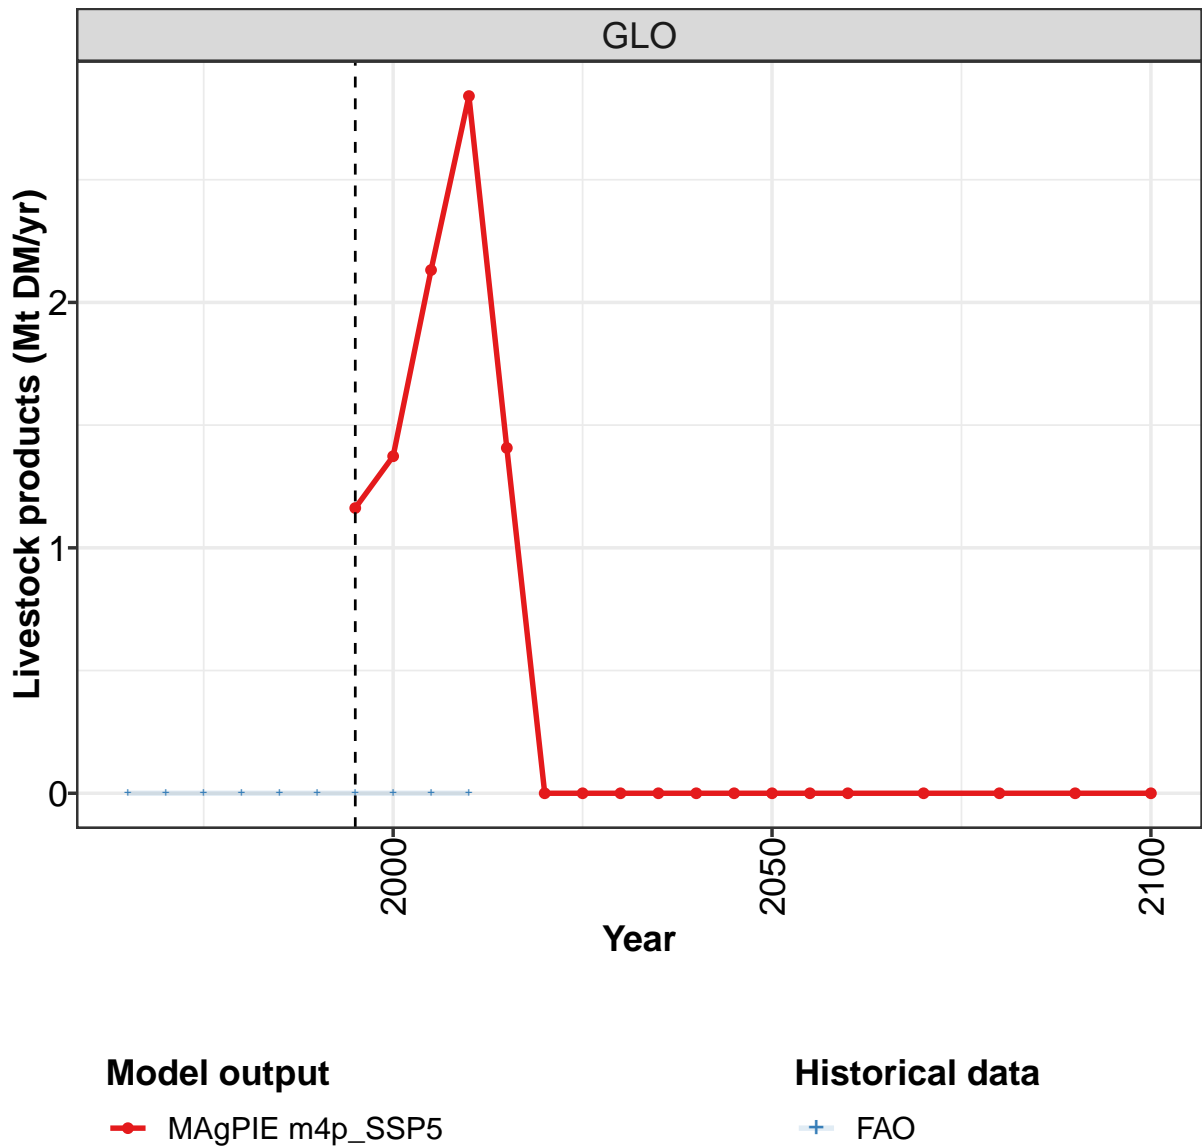 GLO
Livestock products (Mt DM/yr)
2
1
0
2000
2050
2100
Year
Model output
MAgPIE m4p_SSP5
Historical data
FAO